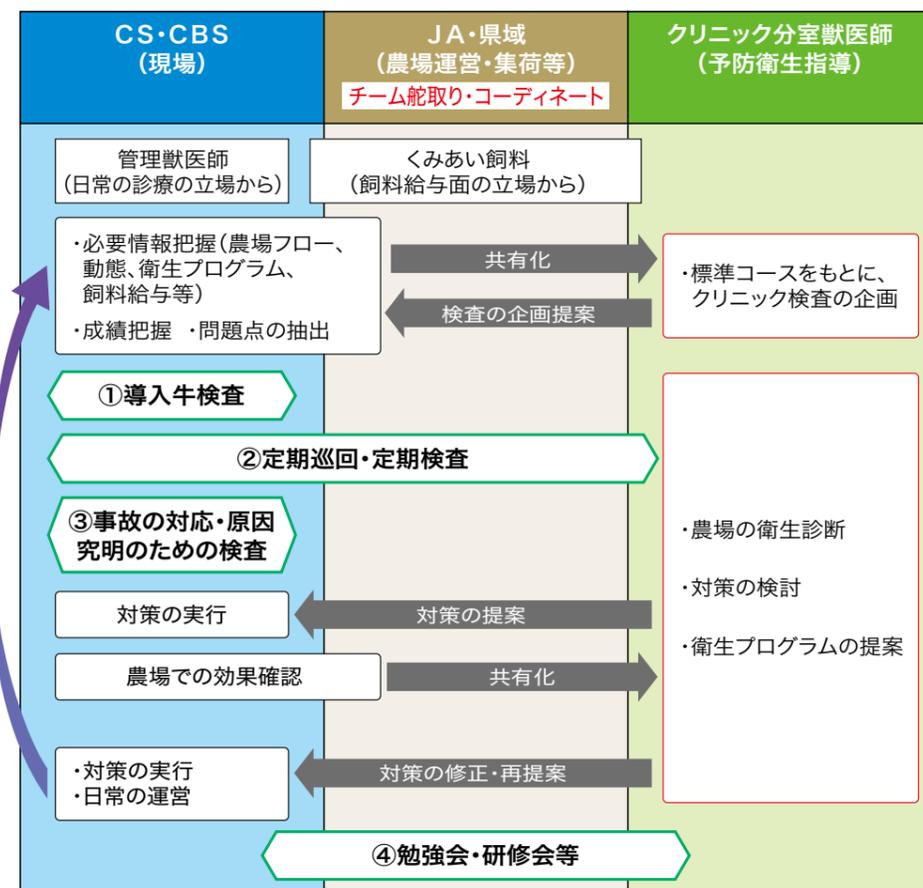 CS・CBS
(現場)
JA・県域
(農場運営・集荷等)
チーム舵取り・コーディネート
クリニック分室獣医師
(予防衛生指導)
管理獣医師
(日常の診療の立場から)
くみあい飼料
(飼料給与面の立場から)
・必要情報把握(農場フロー、
動態、衛生プログラム、
飼料給与等)
・成績把握 ・問題点の抽出
共有化
検査の企画提案
・標準コースをもとに、
クリニック検査の企画
①導入牛検査
②定期巡回・定期検査
③事故の対応・原因
究明のための検査
・農場の衛生診断
・対策の検討
・衛生プログラムの提案
対策の実行
対策の提案
農場での効果確認
共有化
・対策の実行
・日常の運営
対策の修正・再提案
④勉強会・研修会等